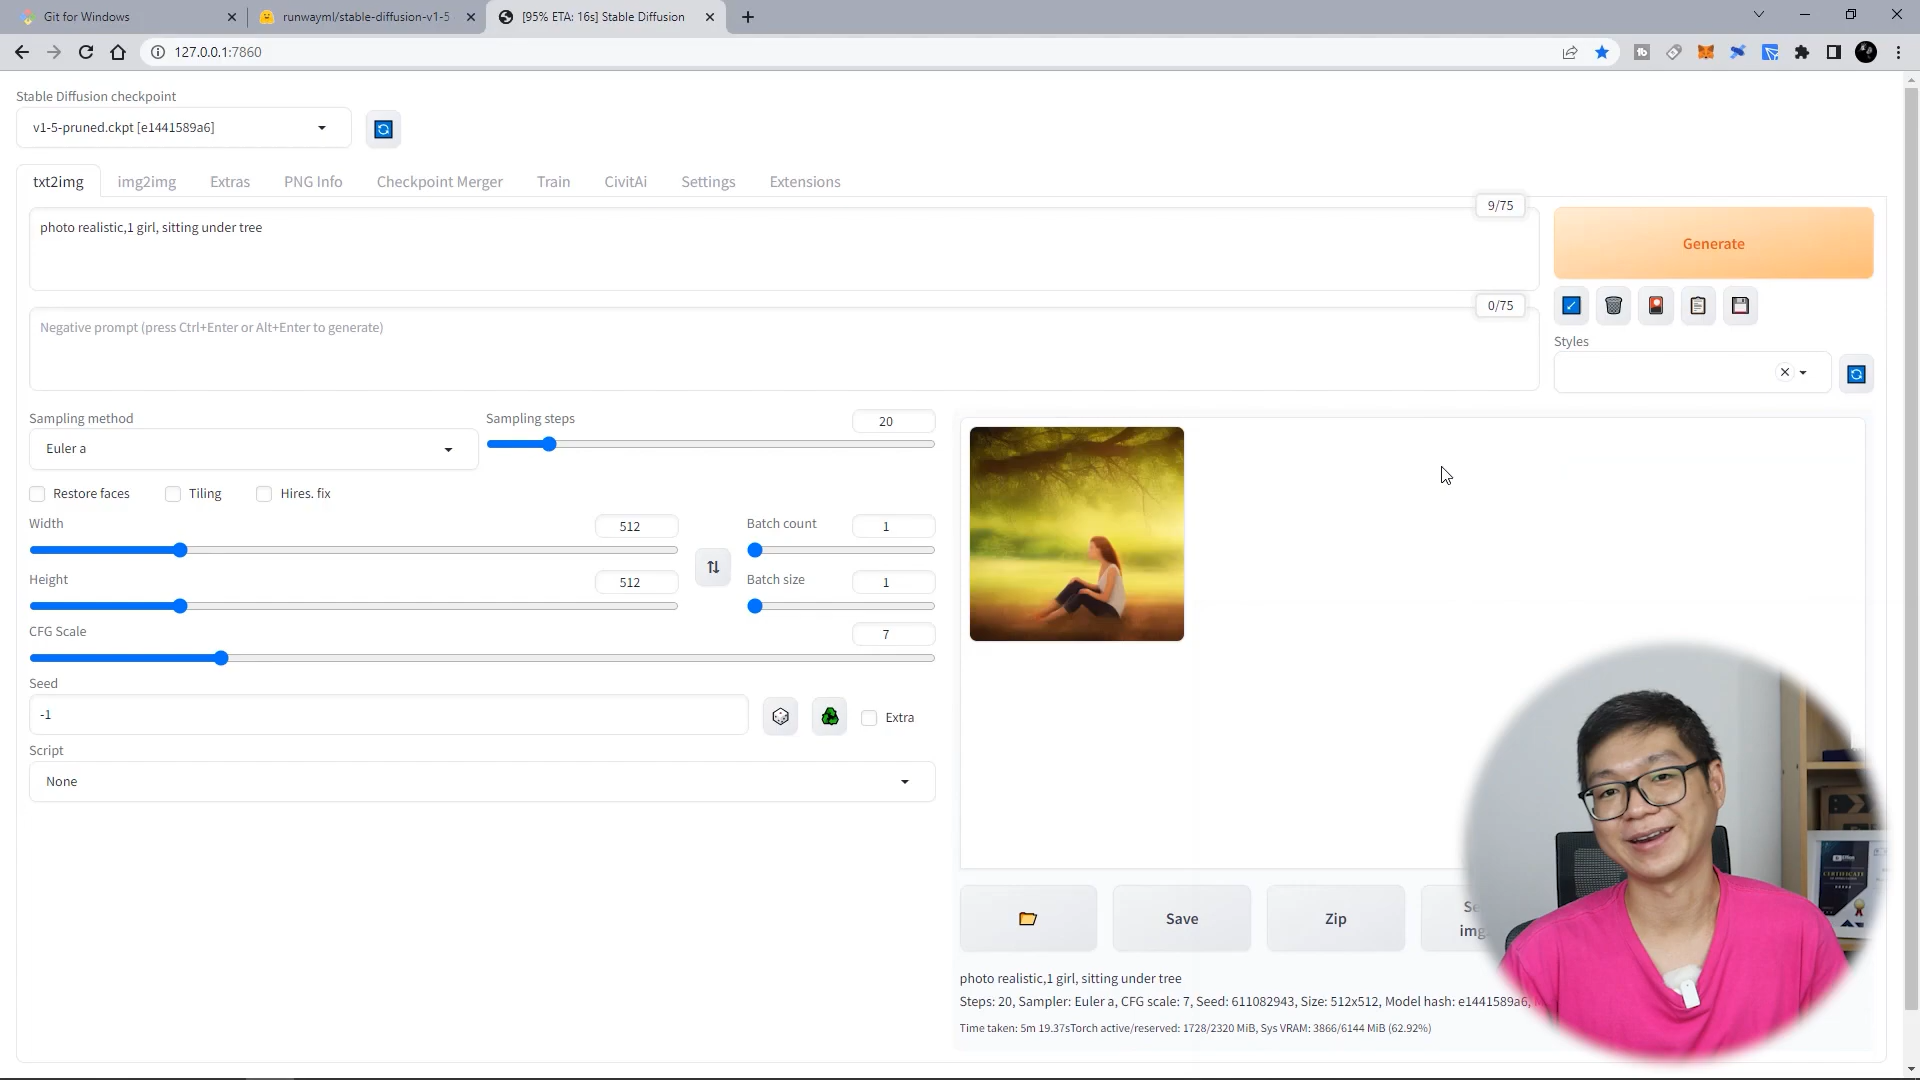 Git for Windows
runwayml/stable-diffusion-v1-5
[95% ETA: 16s] Stable Diffusion
127.0.0.1:7860
Stable Diffusion checkpoint
v1-5-pruned.ckpt [e1441589a6]
txt2img
img2img
Extras
PNG Info
Checkpoint Merger
Train
CivitAi
Settings
Extensions
9/75
photo realistic,1 girl, sitting under tree
Generate
0/75
Negative prompt (press Ctrl+Enter or Alt+Enter to generate)
Styles
Sampling method
Euler a
Sampling steps
20
Restore faces
Tiling
Hires. fix
Width
512
Batch count
1
Height
512
Batch size
1
CFG Scale
7
Seed
-1
Extra
Script
None
Save
Zip
Se
img
CERTIFICATE
photo realistic,1 girl, sitting under tree
Steps: 20, Sampler: Euler a, CFG scale: 7, Seed: 611082943, Size: 512x512, Model hash: e1441589a6,
Time taken: 5m 19.37sTorch active/reserved: 1728/2320 MiB, Sys VRAM: 3866/6144 MiB (62.92%)